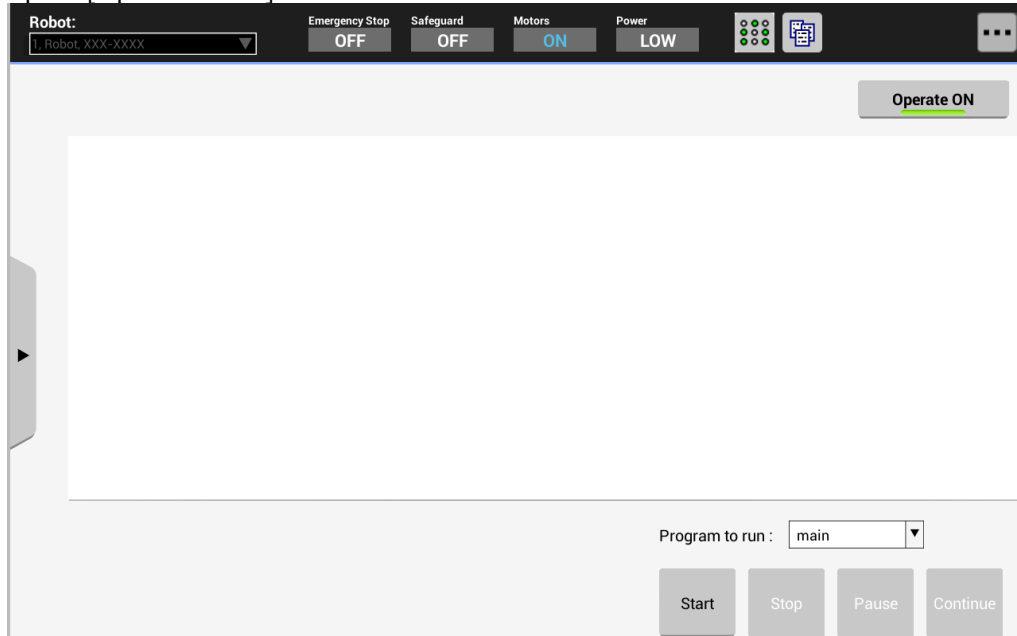 Robot:
Emergency Stop
Safeguard
Motors
Power
1, Robot, XXX-XXXX
OFF
OFF
ON
LOW
Operate ON
Program to run :
main
Start
Stop
Pause
Continue